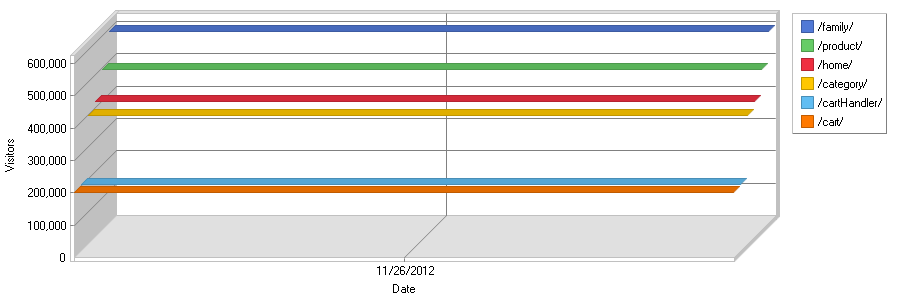 600,000
500,000
400,000
300,000
200,000
100,000
0
Visitors
11/26/2012
Date
/family/
/product/
/home/
/category/
/cartHandler/
/cart/